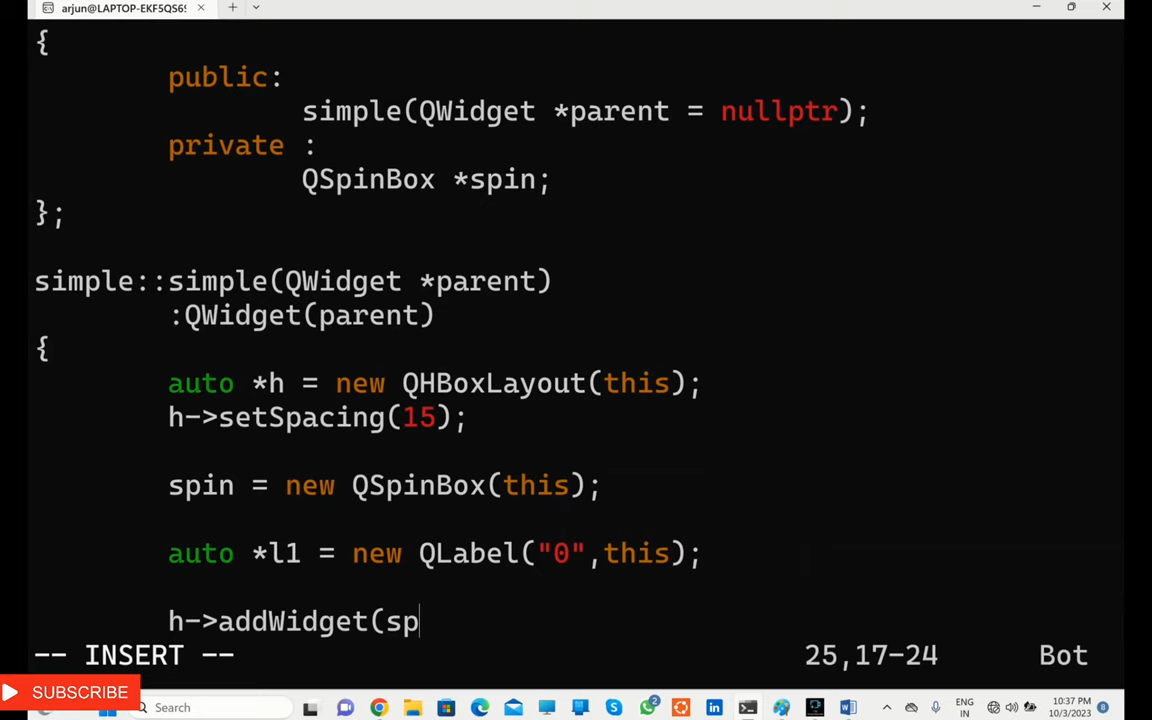 arjun@LAPTOP-EKF5QS6
{
public:
simple(QWidget *parent = nullptr);
private :
QSpinBox *spin;
};
simple::simple(QWidget *parent)
:QWidget(parent)
{
auto *h = new QHBoxLayout(this);
h->setSpacing(15);
spin = new QSpinBox(this);
auto *l1 = new QLabel("0",this);
h->addWidget(sp
-- INSERT -- 25,17-24 Bot
SUBSCRIBE
Search
2
ENG
IN
10:37 PM
10/3/2023
8